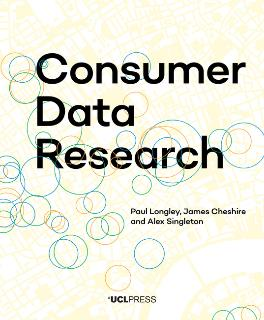 Consumer
Data
Research
Paul Longley, James Cheshire
and Alex Singleton
UCLPRESS